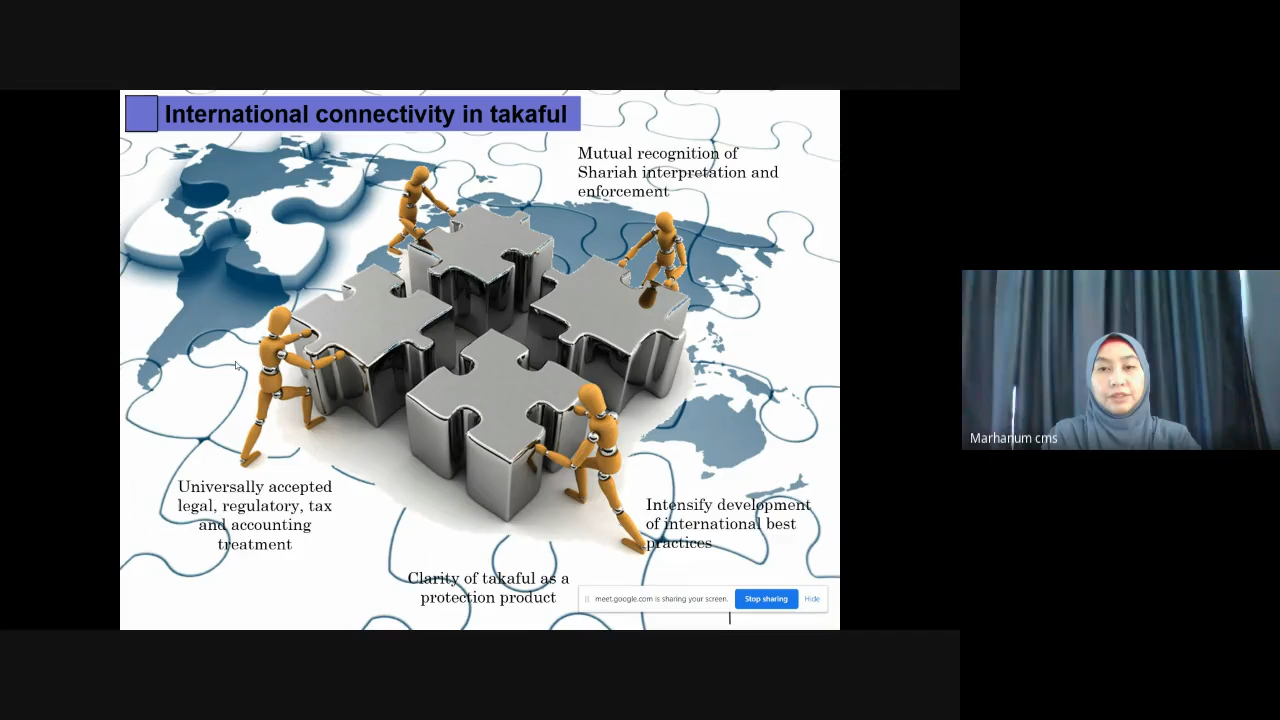 International connectivity in takaful
Mutual recognition of
Shariah interpretation and
enforcement
Universally accepted
legal, regulatory, tax
and accounting
treatment
Intensify development
of international best
practices
Clarity of takaful as a
protection product
meet.google.com is sharing your screen.
Stop sharing
Hide
Marhanum cms